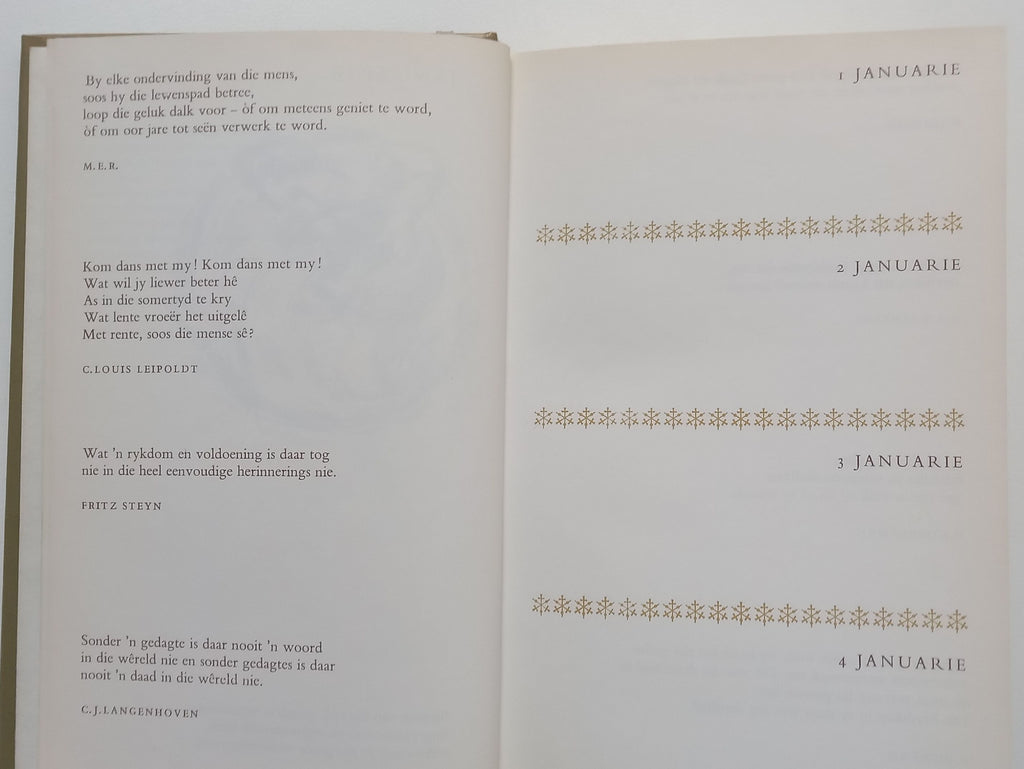 By elke ondervinding van die mens,
soos hy die lewenspad betree,
loop die geluk dalk voor – òf om meteens geniet te word,
òf om oor jare tot seën verwerk te word.
M.E.R.
Kom dans met my! Kom dans met my!
Wat wil jy liewer beter hê
As in die somertyd te kry
Wat lente vroeër het uitgelê
Met rente, soos die mense sê?
C. LOUIS LEIPOLDT
Wat 'n rykdom en voldoening is daar tog
nie in die heel eenvoudige herinnerings nie.
FRITZ STEYN
Sonder 'n gedagte is daar nooit 'n woord
in die wêreld nie en sonder gedagtes is daar
nooit 'n daad in die wêreld nie.
C.J. LANGENHOVEN
1 JANUARIE
2 JANUARIE
3 JANUARIE
4 JANUARIE